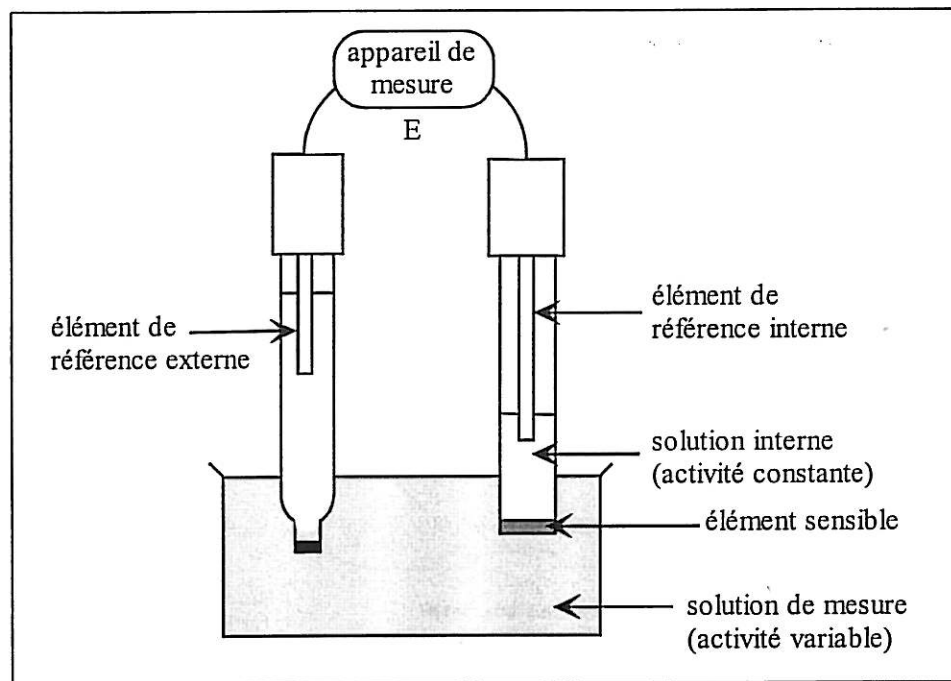 appareil de
mesure
E
élément de
référence externe
élément de
référence interne
solution interne
(activité constante)
élément sensible
solution de mesure
(activité variable)